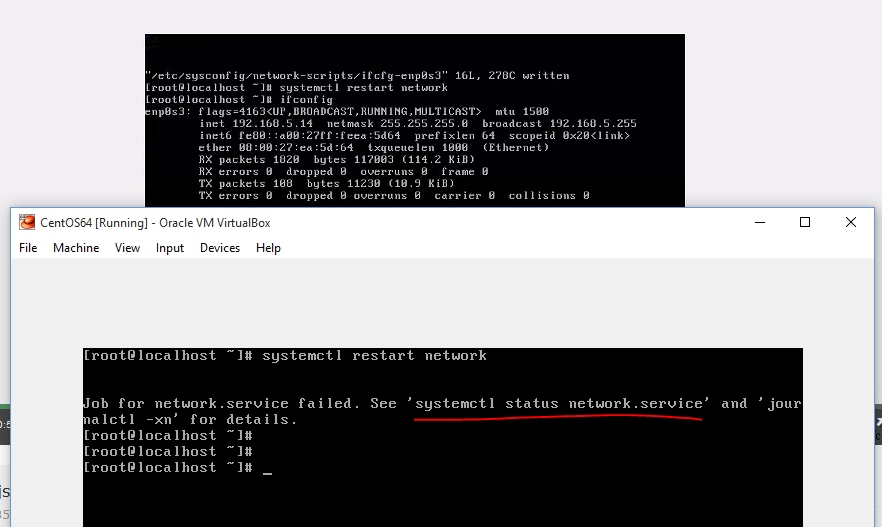 "/etc/sysconfig/network-scripts/ifcfg-enp0s3" 16L, 278C written
[root@localhost ~]# systemctl restart network
[root@localhost ~]# ifconfig
enp0s3: flags=4163<UP,BROADCAST,RUNNING,MULTICAST>  mtu 1500
inet 192.168.5.14  netmask 255.255.255.0  broadcast 192.168.5.255
inet6 fe80::a00:27ff:feea:5d64  prefixlen 64  scopeid 0x20<link>
ether 08:00:27:ea:5d:64  txqueuelen 1000  (Ethernet)
RX packets 1820  bytes 117003 (114.2 KiB)
RX errors 0  dropped 0  overruns 0  frame 0
TX packets 108  bytes 11230 (10.9 KiB)
TX errors 0  dropped 0 overruns 0  carrier 0  collisions 0
CentOS64 [Running] - Oracle VM VirtualBox
File Machine View Input Devices Help
[root@localhost ~]# systemctl restart network
Job for network.service failed. See 'systemctl status network.service' and 'jour
nalctl -xn' for details.
[root@localhost ~]#
[root@localhost ~]#
[root@localhost ~]# _